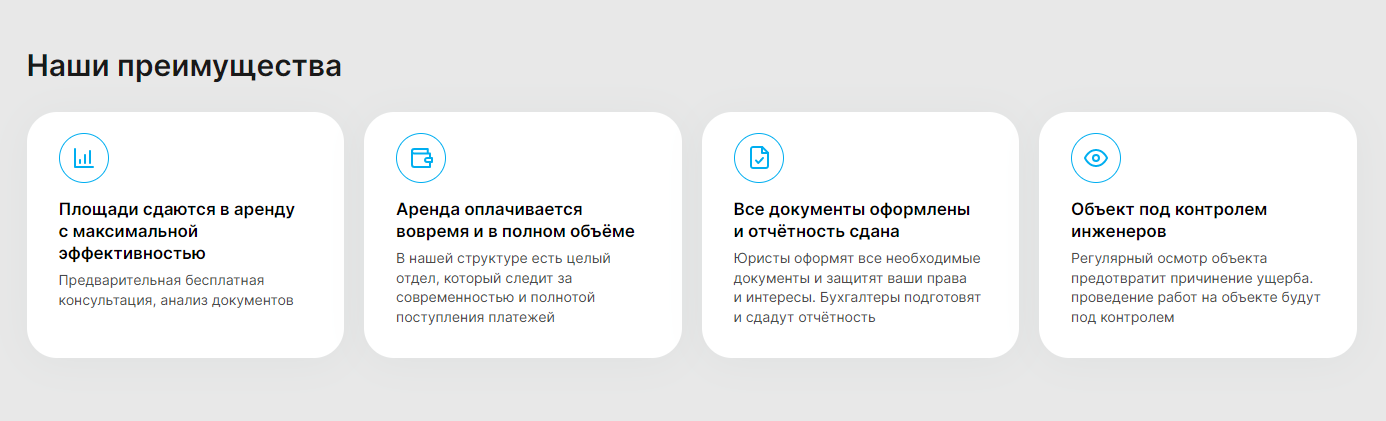 Наши преимущества
Площади сдаются в аренду
с максимальной
эффективностью
Предварительная бесплатная
консультация, анализ документов
Аренда оплачивается
вовремя и в полном объёме
В нашей структуре есть целый
отдел, который следит за
современностью и полнотой
поступления платежей
Все документы оформлены
и отчётность сдана
Юристы оформят все необходимые
документы и защитят ваши права
и интересы. Бухгалтеры подготовят
и сдадут отчётность
Объект под контролем
инженеров
Регулярный осмотр объекта
предотвратит причинение ущерба.
проведение работ на объекте будут
под контролем